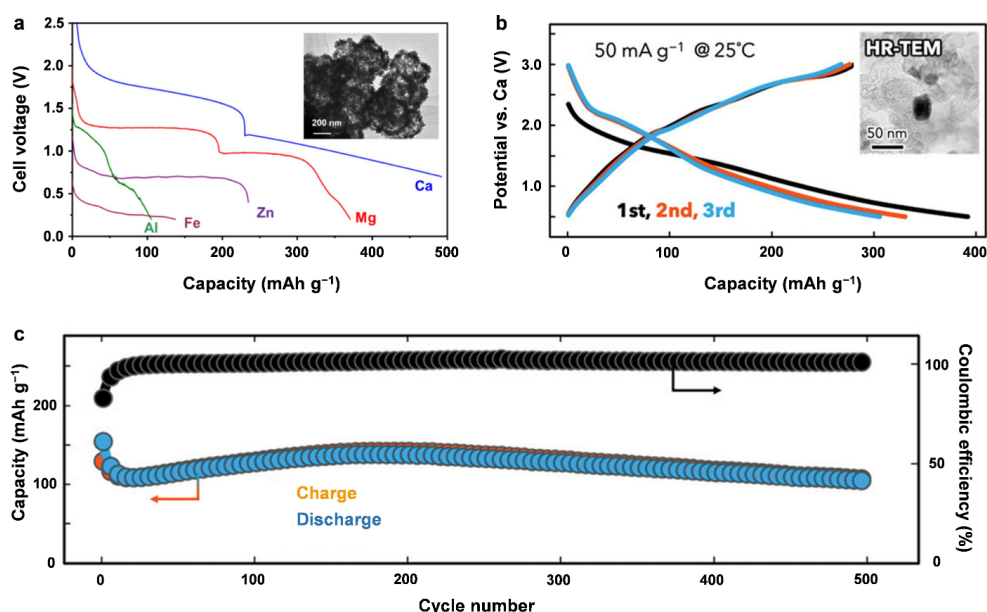 a
2.5
2.0
1.5
1.0
0.5
0.0
Cell voltage (V)
200 nm
Ca
Mg
Zn
Fe
Al
0
100
200
300
400
500
Capacity (mAh g⁻¹)
b
50 mA g⁻¹ @ 25°C
HR-TEM
50 nm
3.0
2.0
1.0
Potential vs. Ca (V)
1st, 2nd, 3rd
0
100
200
300
400
Capacity (mAh g⁻¹)
c
200
100
0
Capacity (mAh g⁻¹)
Charge
Discharge
100
50
0
Coulombic efficiency (%)
0
100
200
300
400
500
Cycle number